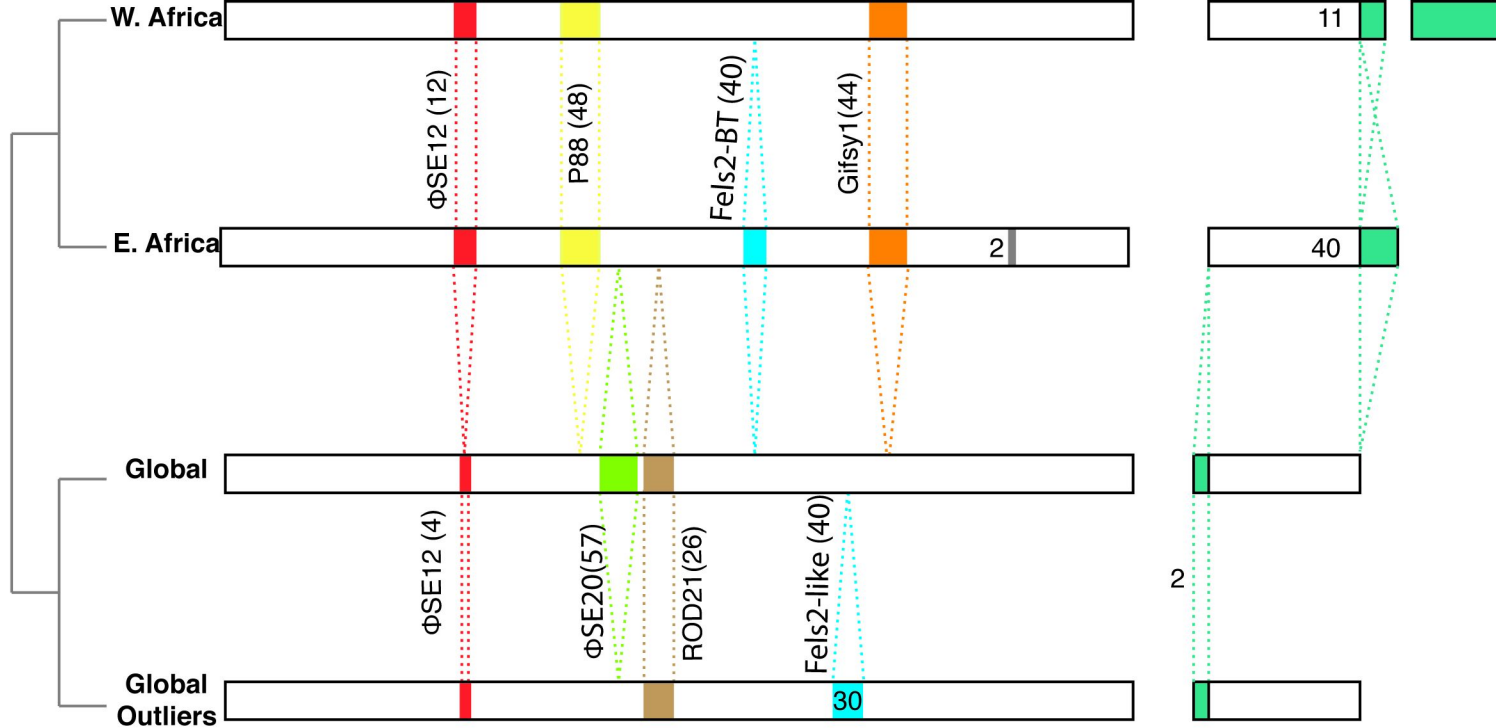 W. Africa
11
ΦSE12 (12)
P88 (48)
Fels2-BT (40)
Gifsy1(44)
E. Africa
2
40
Global
ΦSE12 (4)
ΦSE20(57)
ROD21(26)
Fels2-like (40)
2
Global
Outliers
30